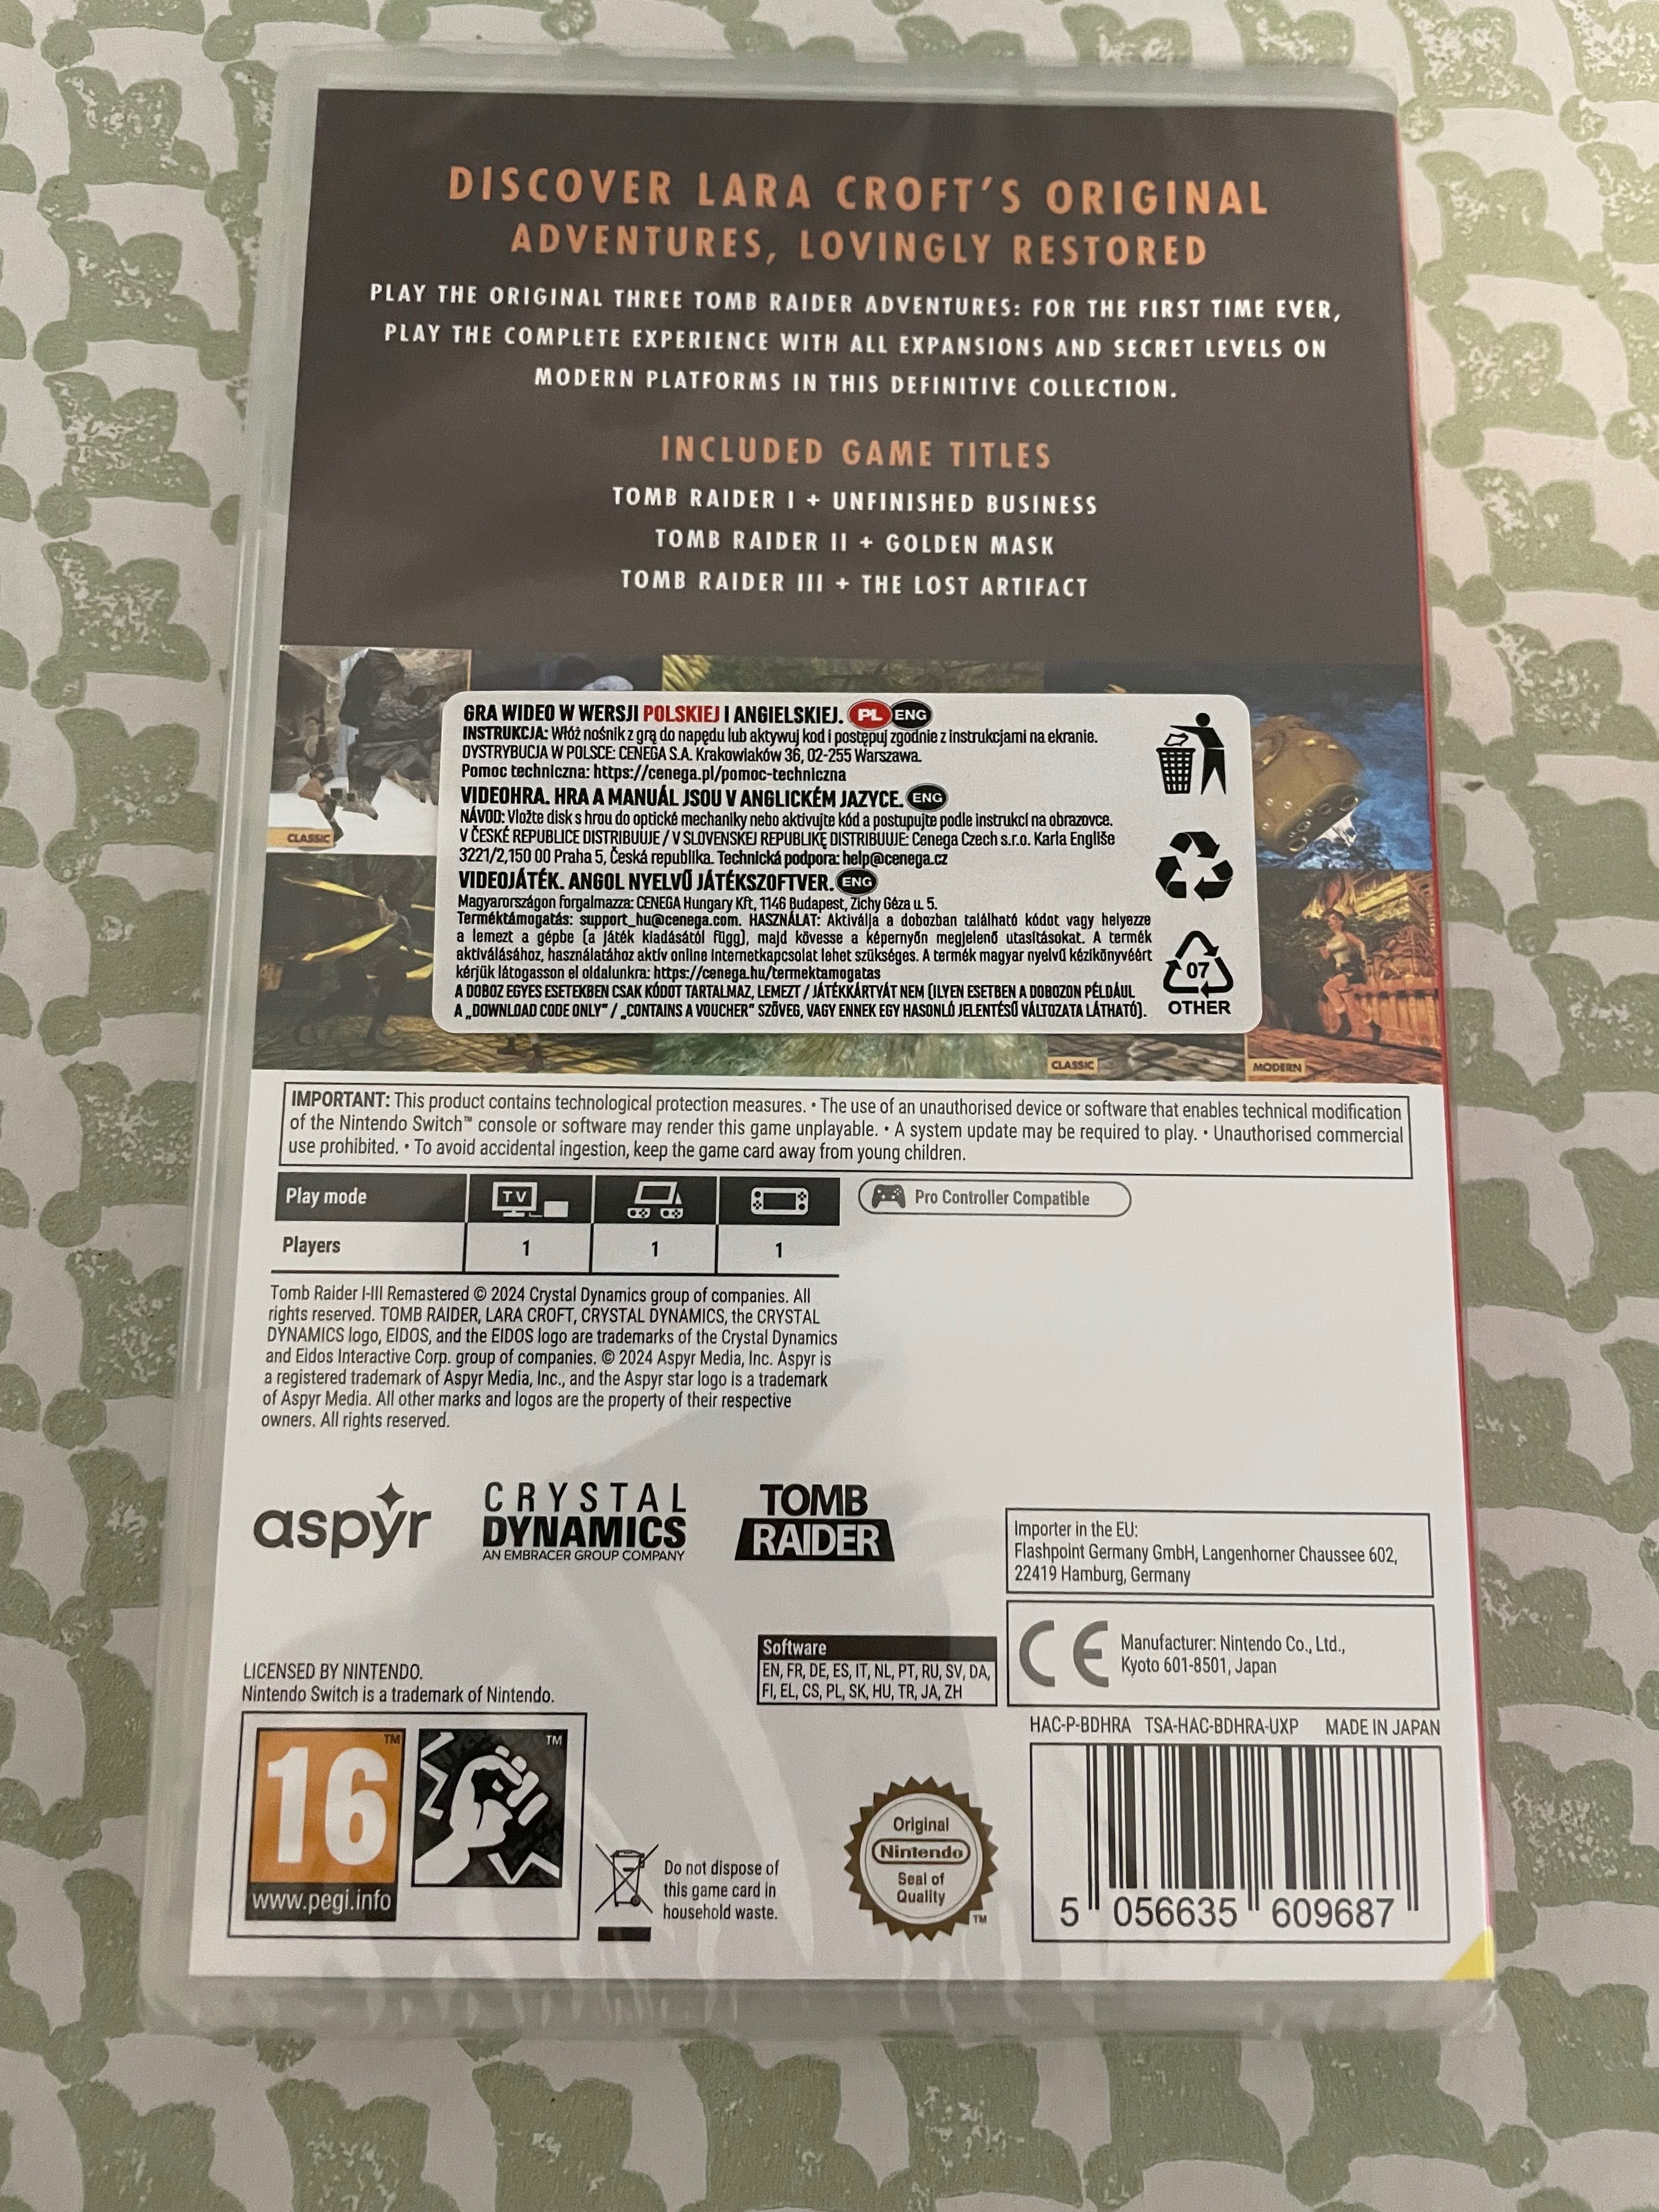 DISCOVER LARA CROFT'S ORIGINAL
ADVENTURES, LOVINGLY RESTORED
PLAY THE ORIGINAL THREE TOMB RAIDER ADVENTURES: FOR THE FIRST TIME EVER,
PLAY THE COMPLETE EXPERIENCE WITH ALL EXPANSIONS AND SECRET LEVELS ON
MODERN PLATFORMS IN THIS DEFINITIVE COLLECTION.
INCLUDED GAME TITLES
TOMB RAIDER I + UNFINISHED BUSINESS
TOMB RAIDER II + GOLDEN MASK
TOMB RAIDER III + THE LOST ARTIFACT
GRA WIDEO W WERSJI POLSKIEJ I ANGIELSKIEJ. PL ENG
INSTRUKCJA: Włóż nośnik z grą do napędu lub aktywuj kod i postępuj zgodnie z instrukcjami na ekranie.
DYSTRYBUCJA W POLSCE: CENEGA S.A. Krakowiaków 36, 02-255 Warszawa.
Pomoc techniczna: https://cenega.pl/pomoc-techniczna
VIDEOHRA. HRA A MANUÁL JSOU V ANGLICKÉM JAZYCE. ENG
NÁVOD: Vložte disk s hrou do optické mechaniky nebo aktivujte kód a postupujte podle instrukcí na obrazovce.
V ČESKÉ REPUBLICE DISTRIBUUJE / V SLOVENSKEJ REPUBLIKĘ DISTRIBUUJE: Cenega Czech s.r.o. Karla Engliše
3221/2,150 00 Praha 5, Česká republika. Technická podpora: help@cenega.cz
VIDEOJÁTÉK. ANGOL NYELVŰ JÁTÉKSZOFTVER. ENG
Magyarországon forgalmazza: CENEGA Hungary Kft, 1146 Budapest, Zichy Géza u. 5.
Terméktámogatás: support_hu@cenega.com. HASZNÁLAT: Aktiválja a dobozban található kódot vagy helyezze
a lemezt a gépbe (a játék kiadásától függ), majd kövesse a képernyőn megjelenő utasításokat. A termék
aktiválásához, használatához aktív online internetkapcsolat lehet szükséges. A termék magyar nyelvű kézikönyvéért
kérjük látogasson el oldalunkra: https://cenega.hu/termektamogatas
A DOBOZ EGYES ESETEKBEN CSAK KÓDOT TARTALMAZ, LEMEZT / JÁTÉKKÁRTYÁT NEM (ILYEN ESETBEN A DOBOZON PÉLDÁUL
A „DOWNLOAD CODE ONLY” / „CONTAINS A VOUCHER” SZÖVEG, VAGY ENNEK EGY HASONLÓ JELENTÉSŰ VÁLTOZATA LÁTHATÓ).
07
OTHER
CLASSIC
CLASSIC
MODERN
IMPORTANT: This product contains technological protection measures. • The use of an unauthorised device or software that enables technical modification
of the Nintendo Switch™ console or software may render this game unplayable. • A system update may be required to play. • Unauthorised commercial
use prohibited. • To avoid accidental ingestion, keep the game card away from young children.
Play mode TV
Pro Controller Compatible
Players 1 1 1
Tomb Raider I-III Remastered © 2024 Crystal Dynamics group of companies. All
rights reserved. TOMB RAIDER, LARA CROFT, CRYSTAL DYNAMICS, the CRYSTAL
DYNAMICS logo, EIDOS, and the EIDOS logo are trademarks of the Crystal Dynamics
and Eidos Interactive Corp. group of companies. © 2024 Aspyr Media, Inc. Aspyr is
a registered trademark of Aspyr Media, Inc., and the Aspyr star logo is a trademark
of Aspyr Media. All other marks and logos are the property of their respective
owners. All rights reserved.
aspyr
CRYSTAL
DYNAMICS
AN EMBRACER GROUP COMPANY
TOMB
RAIDER
Importer in the EU:
Flashpoint Germany GmbH, Langenhorner Chaussee 602,
22419 Hamburg, Germany
CE
Manufacturer: Nintendo Co., Ltd.,
Kyoto 601-8501, Japan
Software
EN, FR, DE, ES, IT, NL, PT, RU, SV, DA,
FI, EL, CS, PL, SK, HU, TR, JA, ZH
LICENSED BY NINTENDO.
Nintendo Switch is a trademark of Nintendo.
HAC-P-BDHRA TSA-HAC-BDHRA-UXP MADE IN JAPAN
16 ™
www.pegi.info
™
Do not dispose of
this game card in
household waste.
Original
Nintendo
Seal of
Quality
™
5 056635 609687